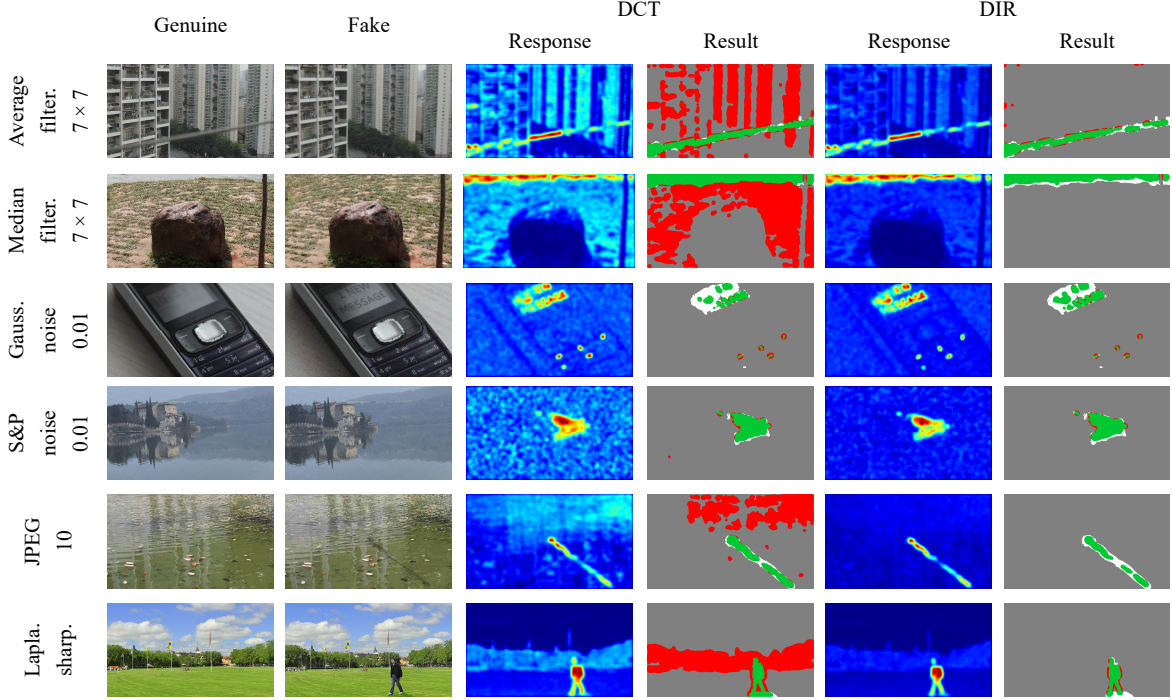 DCT
DIR
Genuine
Fake
Response
Result
Response
Result
Average
filter.
7 × 7
Median
filter.
7 × 7
Gauss.
noise
0.01
MESSAGE
S&P
noise
0.01
JPEG
10
Lapla.
sharp.